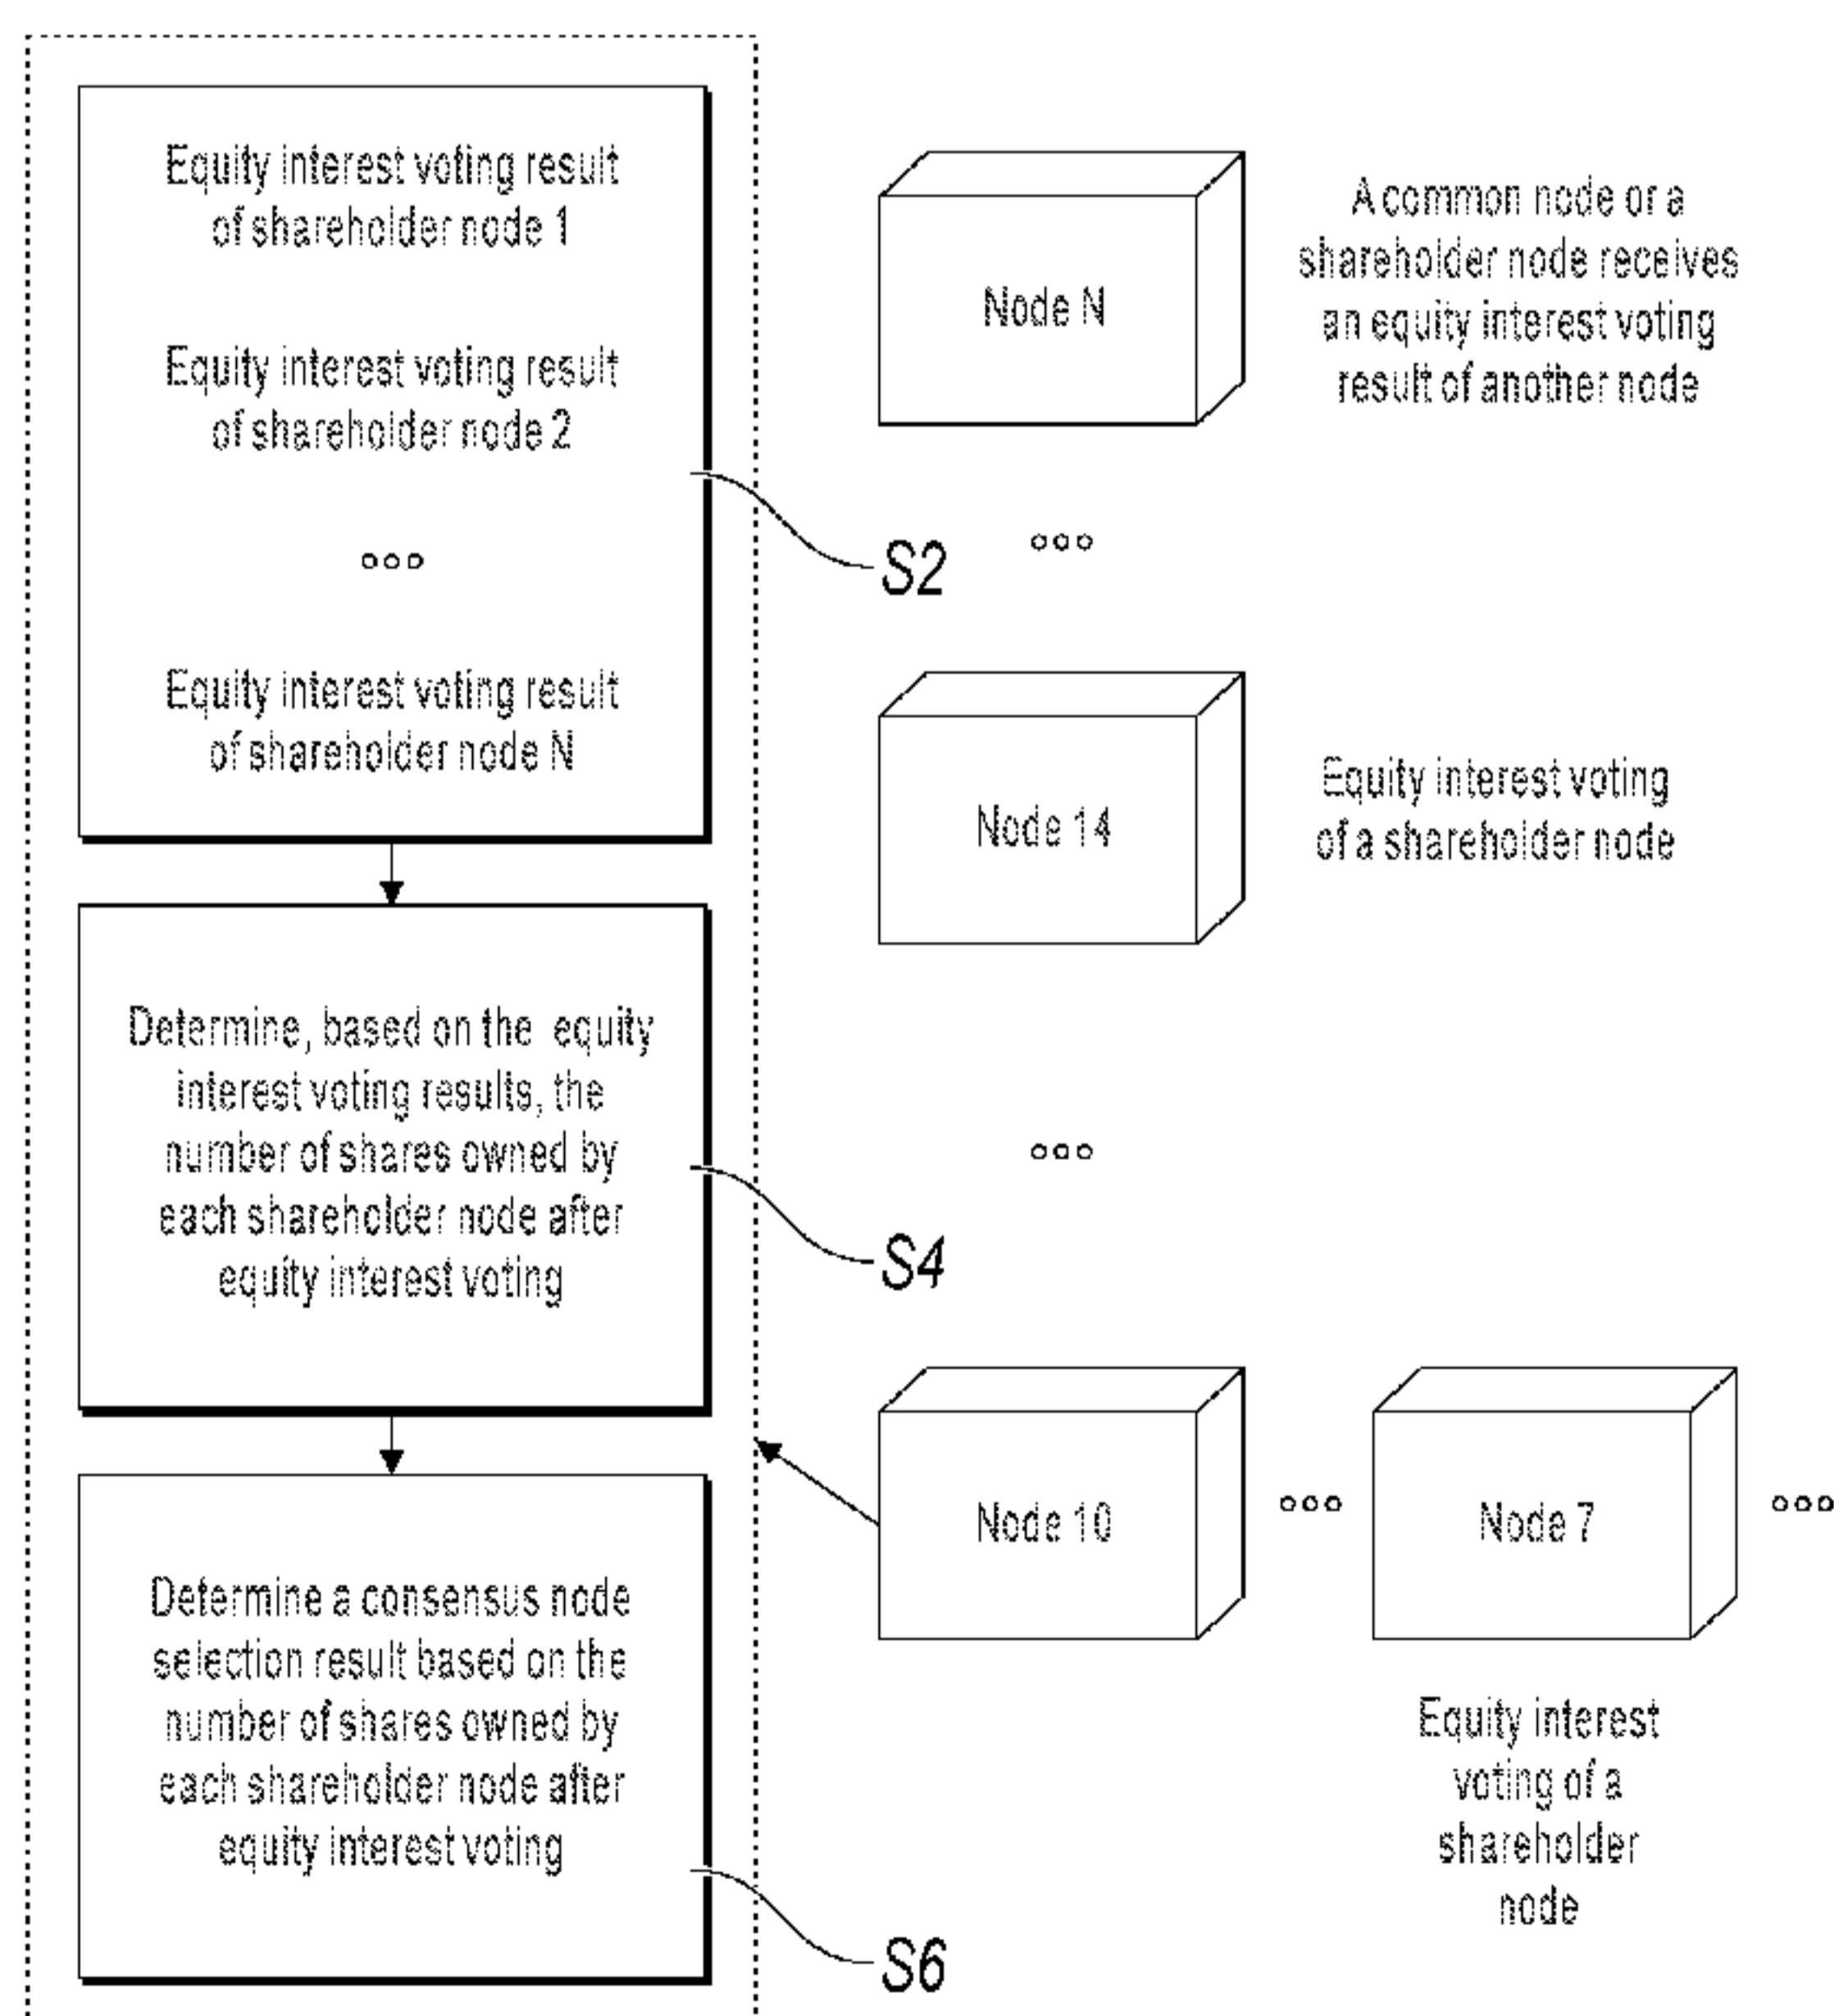 Equity interest voting result
of shareholder node 1
Equity interest voting result
of shareholder node 2
Equity interest voting result
of shareholder node N
S2
Determine, based on the equity
interest voting results, the
number of shares owned by
each shareholder node after
equity interest voting
S4
Determine a consensus node
selection result based on the
number of shares owned by
each shareholder node after
equity interest voting
S6
Node N
A common node or a
shareholder node receives
an equity interest voting
result of another node
Node 14
Equity interest voting
of a shareholder node
Node 10
Node 7
Equity interest
voting of a
shareholder
node